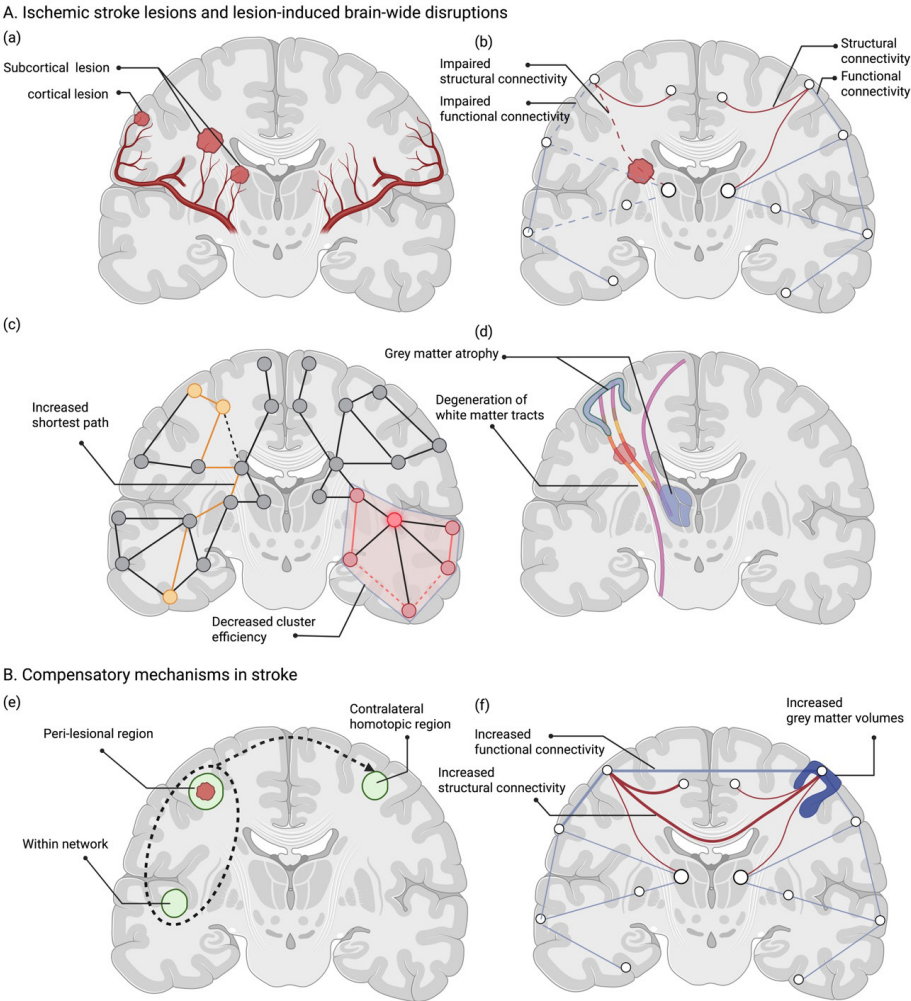 A. Ischemic stroke lesions and lesion-induced brain-wide disruptions
(a)
Subcortical lesion
cortical lesion
(b)
Impaired
structural connectivity
Impaired
functional connectivity
Structural
connectivity
Functional
connectivity
(c)
Increased
shortest path
Decreased cluster
efficiency
(d)
Grey matter atrophy
Degeneration of
white matter tracts
B. Compensatory mechanisms in stroke
(e)
Peri-lesional region
Contralateral
homotopic region
Within network
(f)
Increased
functional connectivity
Increased
structural connectivity
Increased
grey matter volumes